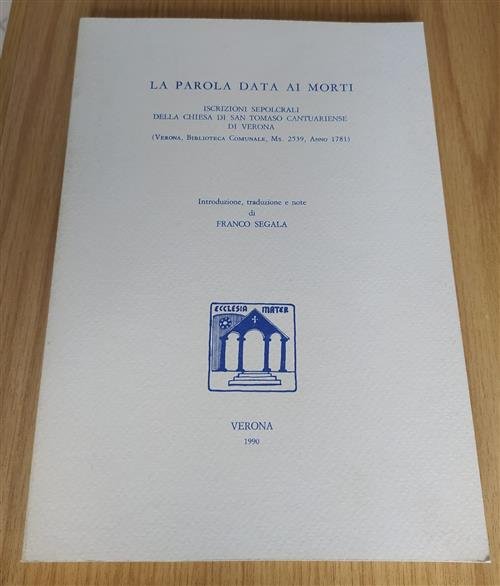 LA PAROLA DATA AI MORTI
ISCRIZIONI SEPOLCRALI
DELLA CHIESA DI SAN TOMASO CANTUARIENSE
DI VERONA
(Verona, Biblioteca Comunale, Ms. 2539, Anno 1781)
Introduzione, traduzione e note
di
FRANCO SEGALA
ECCLESIA MATER
VERONA
1990